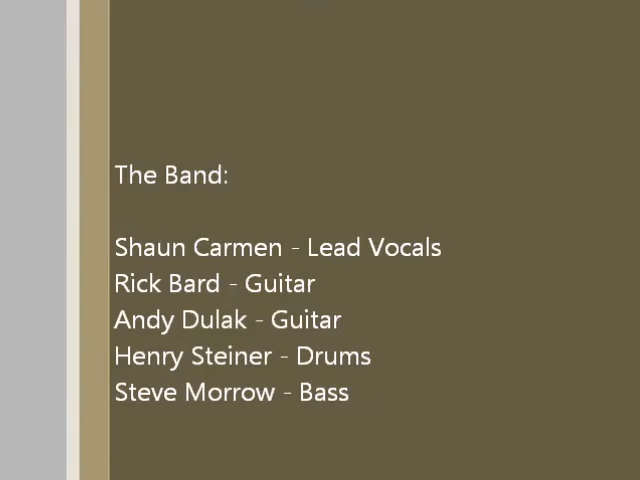 The Band:
Shaun Carmen - Lead Vocals
Rick Bard - Guitar
Andy Dulak - Guitar
Henry Steiner - Drums
Steve Morrow - Bass